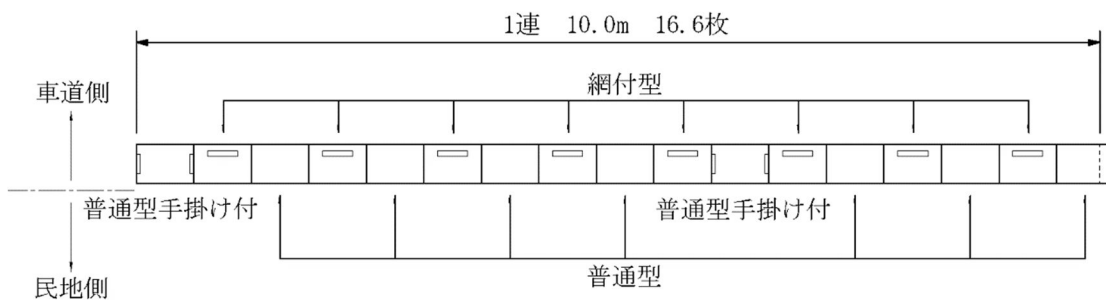 1連 10.0m 16.6枚
車道側
網付型
普通型手掛け付
普通型手掛け付
民地側
普通型